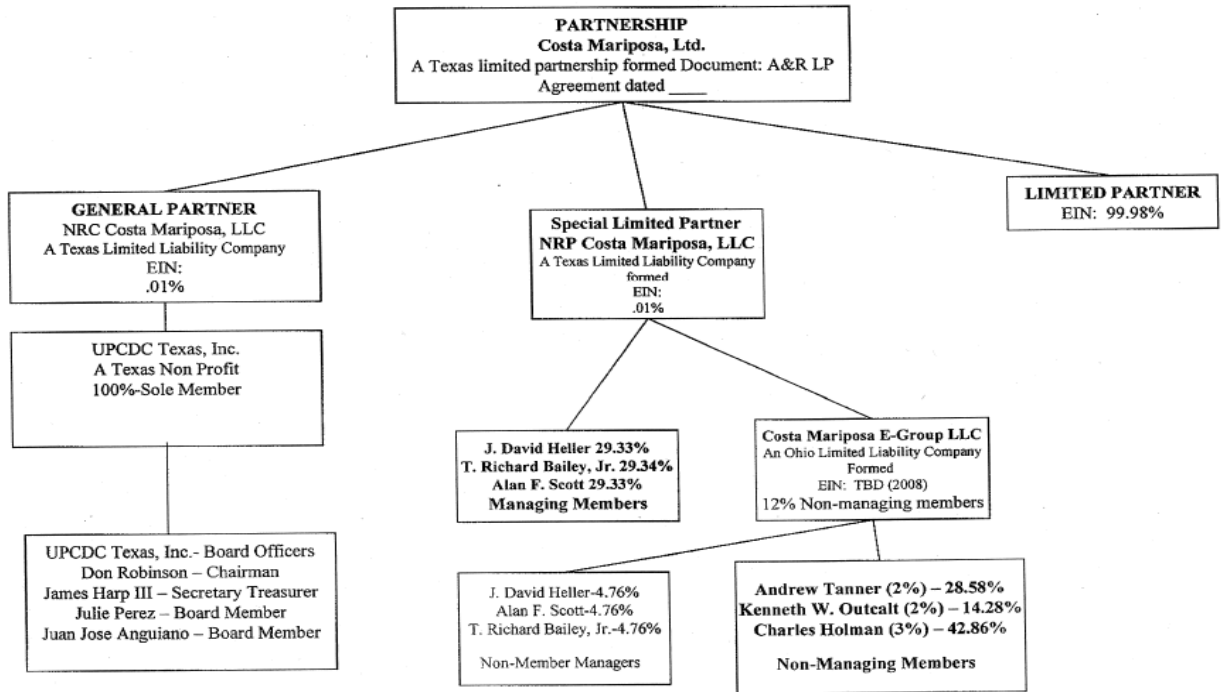 PARTNERSHIP
Costa Mariposa, Ltd.
A Texas limited partnership formed Document: A&R LP
Agreement dated ____
GENERAL PARTNER
NRC Costa Mariposa, LLC
A Texas Limited Liability Company
EIN:
.01%
Special Limited Partner
NRP Costa Mariposa, LLC
A Texas Limited Liability Company
formed
EIN:
.01%
LIMITED PARTNER
EIN: 99.98%
UPCDC Texas, Inc.
A Texas Non Profit
100%-Sole Member
J. David Heller 29.33%
T. Richard Bailey, Jr. 29.34%
Alan F. Scott 29.33%
Managing Members
Costa Mariposa E-Group LLC
An Ohio Limited Liability Company
Formed
EIN: TBD (2008)
12% Non-managing members
UPCDC Texas, Inc.- Board Officers
Don Robinson – Chairman
James Harp III – Secretary Treasurer
Julie Perez – Board Member
Juan Jose Anguiano – Board Member
J. David Heller-4.76%
Alan F. Scott-4.76%
T. Richard Bailey, Jr.-4.76%
Non-Member Managers
Andrew Tanner (2%) – 28.58%
Kenneth W. Outcalt (2%) – 14.28%
Charles Holman (3%) – 42.86%
Non-Managing Members